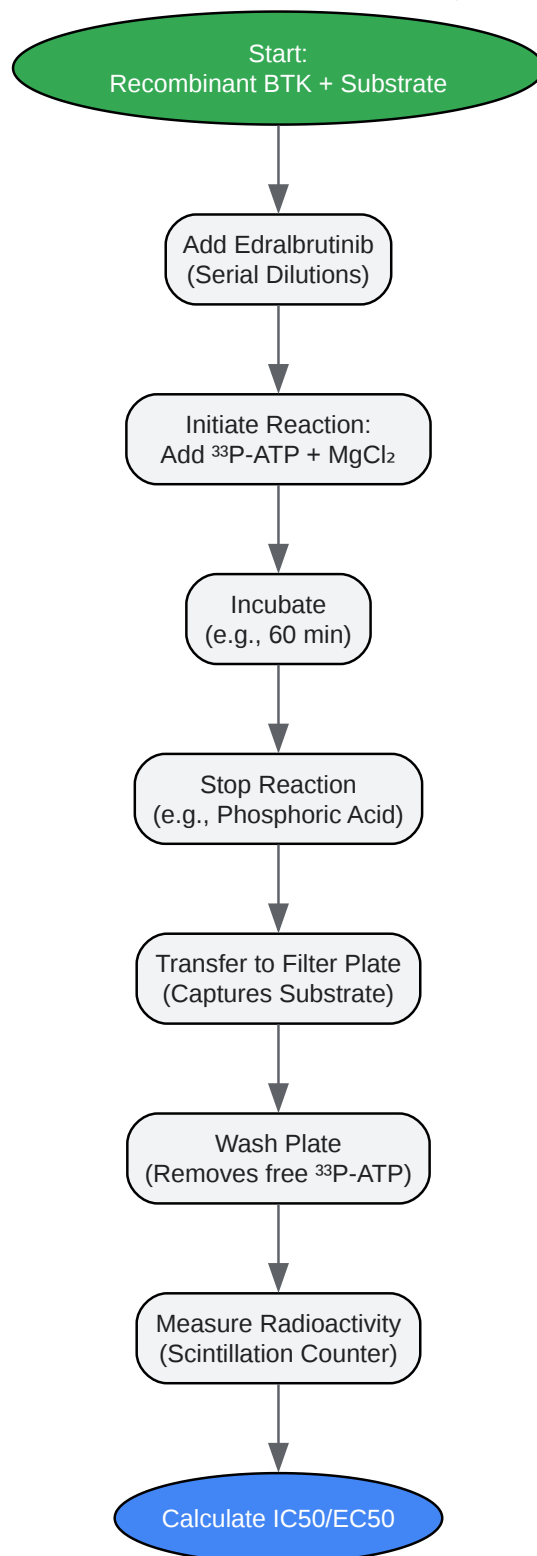 Start:
Recombinant BTK + Substrate
Add Edralbrutinib
(Serial Dilutions)
Initiate Reaction:
Add ³³P-ATP + MgCl₂
Incubate
(e.g., 60 min)
Stop Reaction
(e.g., Phosphoric Acid)
Transfer to Filter Plate
(Captures Substrate)
Wash Plate
(Removes free ³³P-ATP)
Measure Radioactivity
(Scintillation Counter)
Calculate IC50/EC50